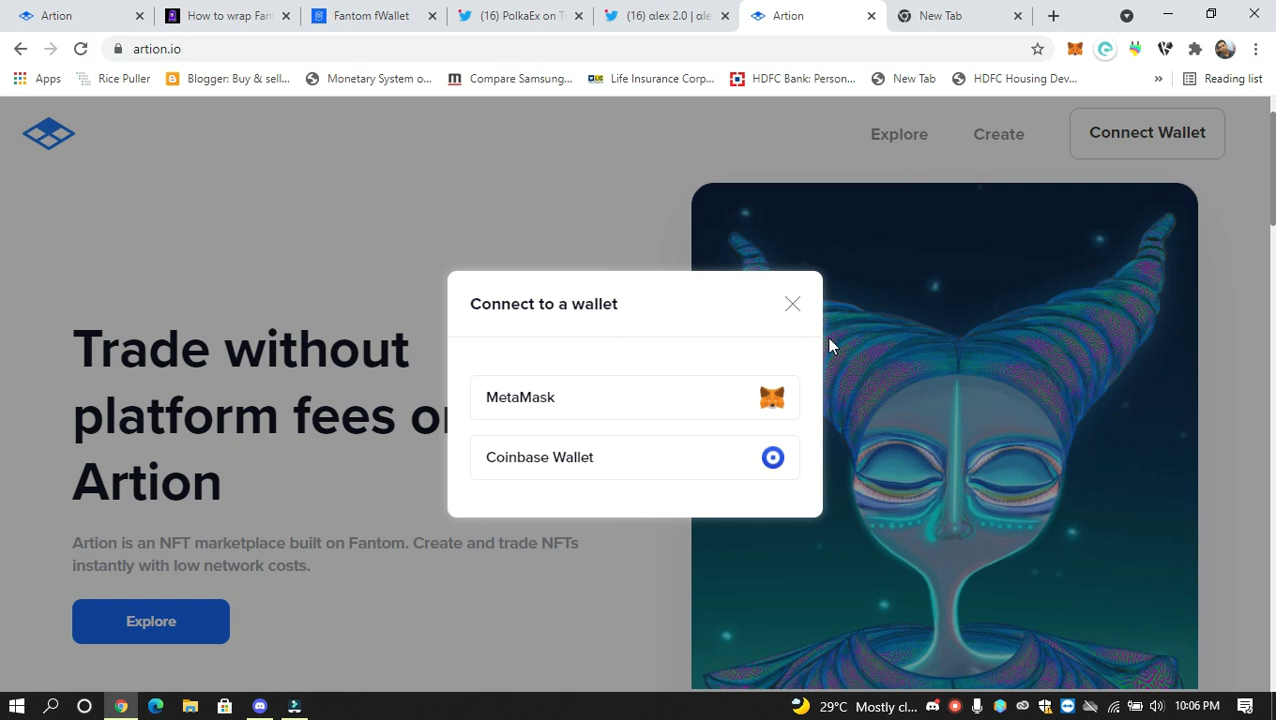 Artion
How to wrap Fant
Fantom fWallet
(16) PolkaEx on T
(16) αlex 2.0 | αle
Artion
New Tab
artion.io
Apps
Rice Puller
Blogger: Buy & sell...
Monetary System o...
Compare Samsung...
Life Insurance Corp...
HDFC Bank: Person...
New Tab
HDFC Housing Dev...
»
Reading list
Explore
Create
Connect Wallet
Connect to a wallet
MetaMask
Coinbase Wallet
Trade without
platform fees o
Artion
Artion is an NFT marketplace built on Fantom. Create and trade NFTs
instantly with low network costs.
Explore
29°C Mostly cl...
10:06 PM